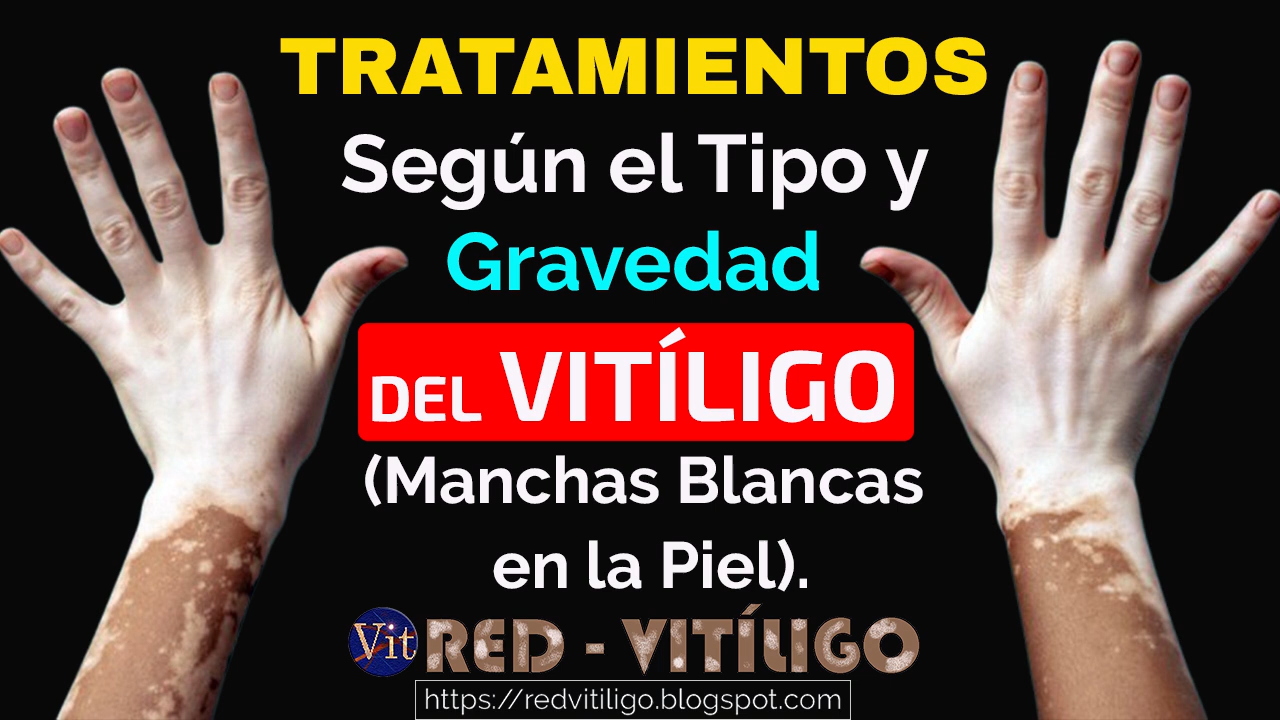 TRATAMIENTOS
Según el Tipo y
Gravedad
DEL VITÍLIGO
(Manchas Blancas
en la Piel).
Vit RED - VITÍLIGO
https://redvitiligo.blogspot.com